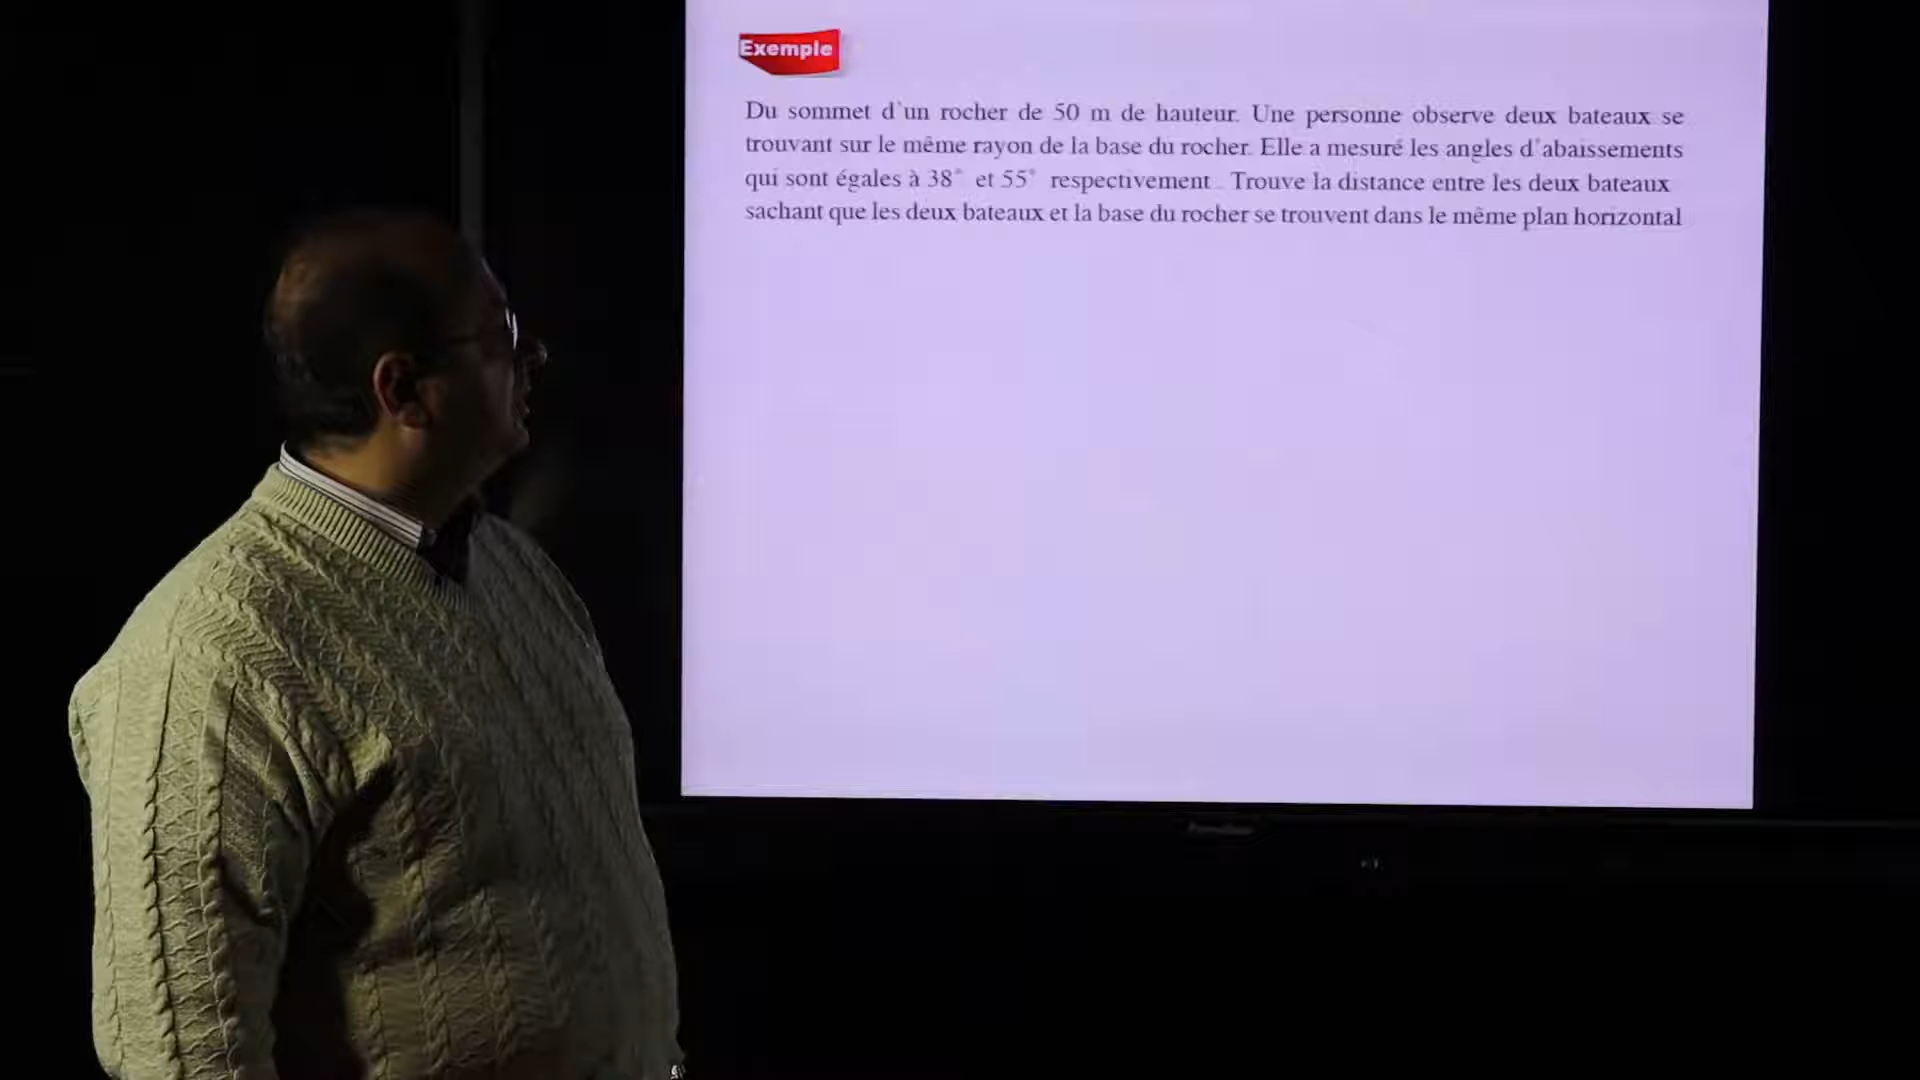 Exemple
Du sommet d'un rocher de 50 m de hauteur. Une personne observe deux bateaux se
trouvant sur le même rayon de la base du rocher. Elle a mesuré les angles d'abaissements
qui sont égales à 38° et 55° respectivement . Trouve la distance entre les deux bateaux
sachant que les deux bateaux et la base du rocher se trouvent dans le même plan horizontal